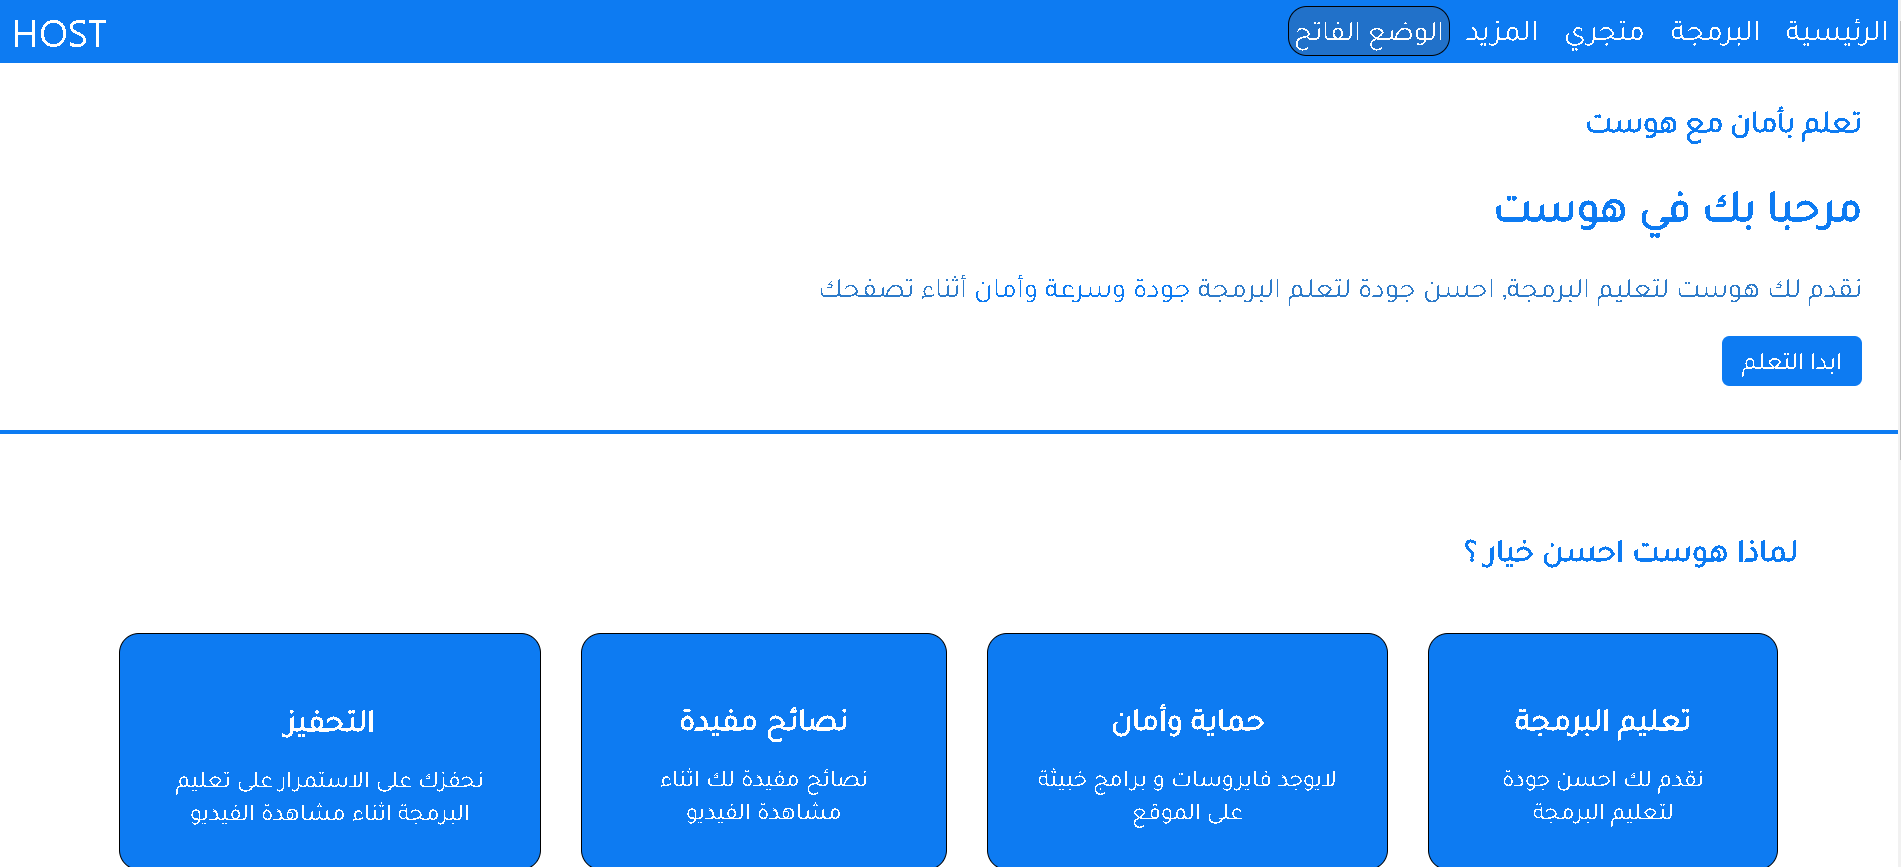 الرئيسية
البرمجة
متجري
المزيد
الوضع الفاتح
HOST
تعلم بأمان مع هوست
مرحبا بك في هوست
نقدم لك هوست لتعليم البرمجة, احسن جودة لتعلم البرمجة جودة وسرعة وأمان أثناء تصفحك
ابدا التعلم
لماذا هوست احسن خيار ؟
تعليم البرمجة
نقدم لك احسن جودة
لتعليم البرمجة
حماية وأمان
لايوجد فايروسات و برامج خبيثة
على الموقع
نصائح مفيدة
نصائح مفيدة لك اثناء
مشاهدة الفيديو
التحفيز
نحفزك على الاستمرار على تعليم
البرمجة اثناء مشاهدة الفيديو